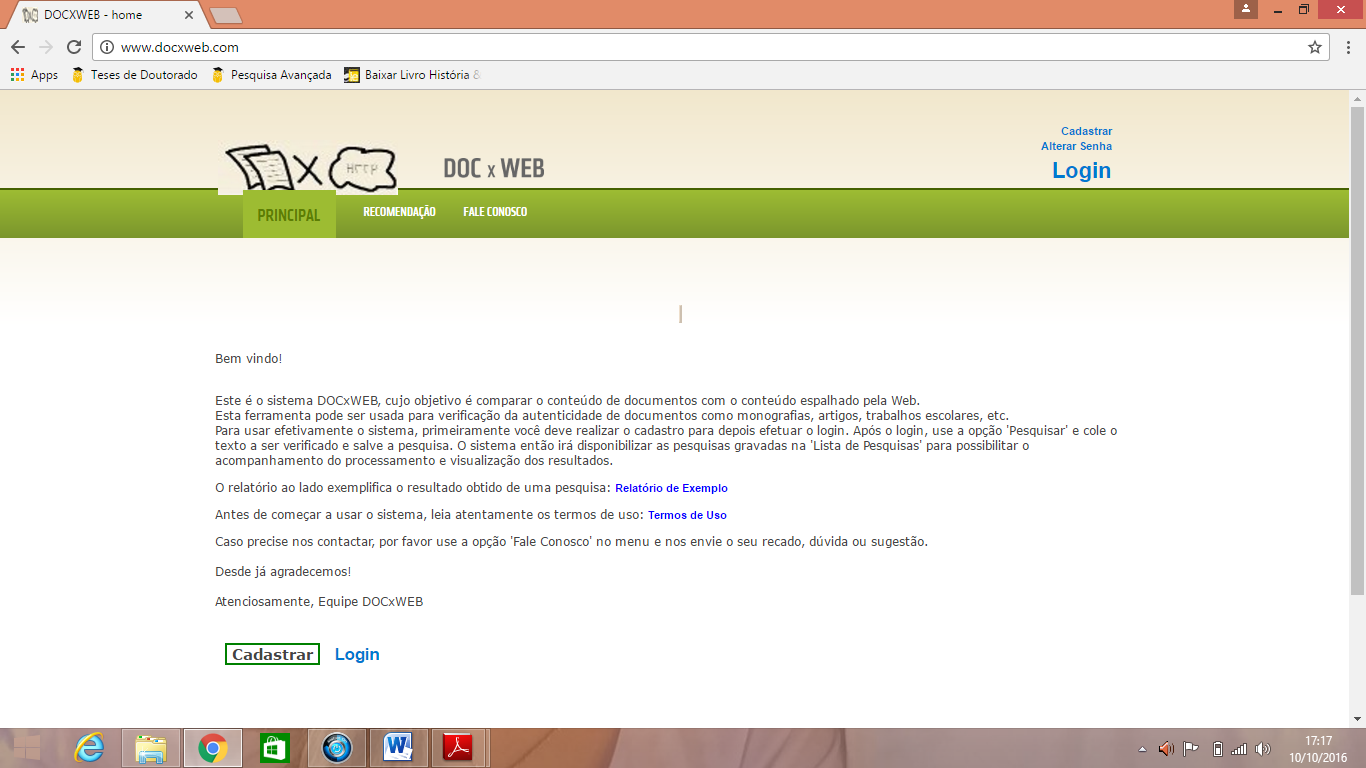 DOCXWEB - home
www.docxweb.com
Apps Teses de Doutorado Pesquisa Avançada Baixar Livro História &
Cadastrar
Alterar Senha
Login
HTTP
DOC x WEB
PRINCIPAL RECOMENDAÇÃO FALE CONOSCO
Bem vindo!
Este é o sistema DOCxWEB, cujo objetivo é comparar o conteúdo de documentos com o conteúdo espalhado pela Web.
Esta ferramenta pode ser usada para verificação da autenticidade de documentos como monografias, artigos, trabalhos escolares, etc.
Para usar efetivamente o sistema, primeiramente você deve realizar o cadastro para depois efetuar o login. Após o login, use a opção 'Pesquisar' e cole o
texto a ser verificado e salve a pesquisa. O sistema então irá disponibilizar as pesquisas gravadas na 'Lista de Pesquisas' para possibilitar o
acompanhamento do processamento e visualização dos resultados.
O relatório ao lado exemplifica o resultado obtido de uma pesquisa: Relatório de Exemplo
Antes de começar a usar o sistema, leia atentamente os termos de uso: Termos de Uso
Caso precise nos contactar, por favor use a opção 'Fale Conosco' no menu e nos envie o seu recado, dúvida ou sugestão.
Desde já agradecemos!
Atenciosamente, Equipe DOCxWEB
Cadastrar Login
17:17
10/10/2016